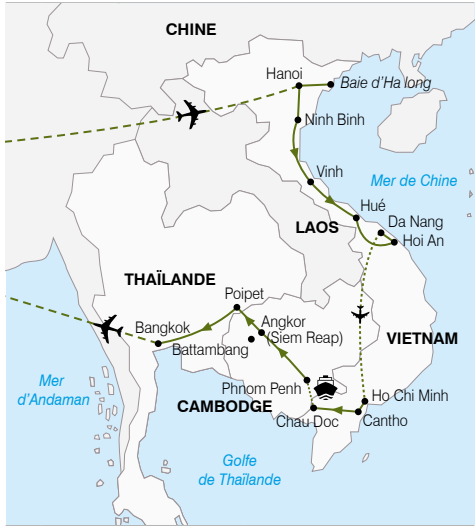 CHINE
Hanoi
Baie d'Ha long
Ninh Binh
Vinh
Mer de Chine
Hué
LAOS
Da Nang
Hoi An
THAÏLANDE
Poipet
Angkor
(Siem Reap)
Bangkok
Battambang
VIETNAM
Mer
d'Andaman
Phnom Penh
Ho Chi Minh
CAMBODGE
Chau Doc
Cantho
Golfe
de Thaïlande